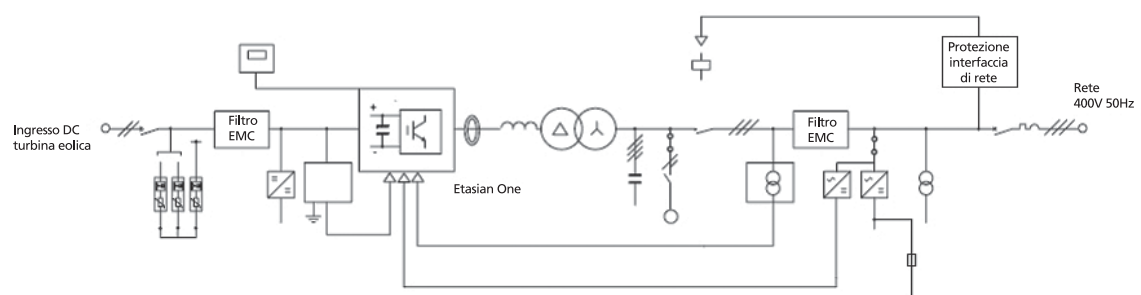 Protezione
interfaccia
di rete
Rete
400V 50Hz
Ingresso DC
turbina eolica
Filtro
EMC
+
-
-
Etasian One
Filtro
EMC